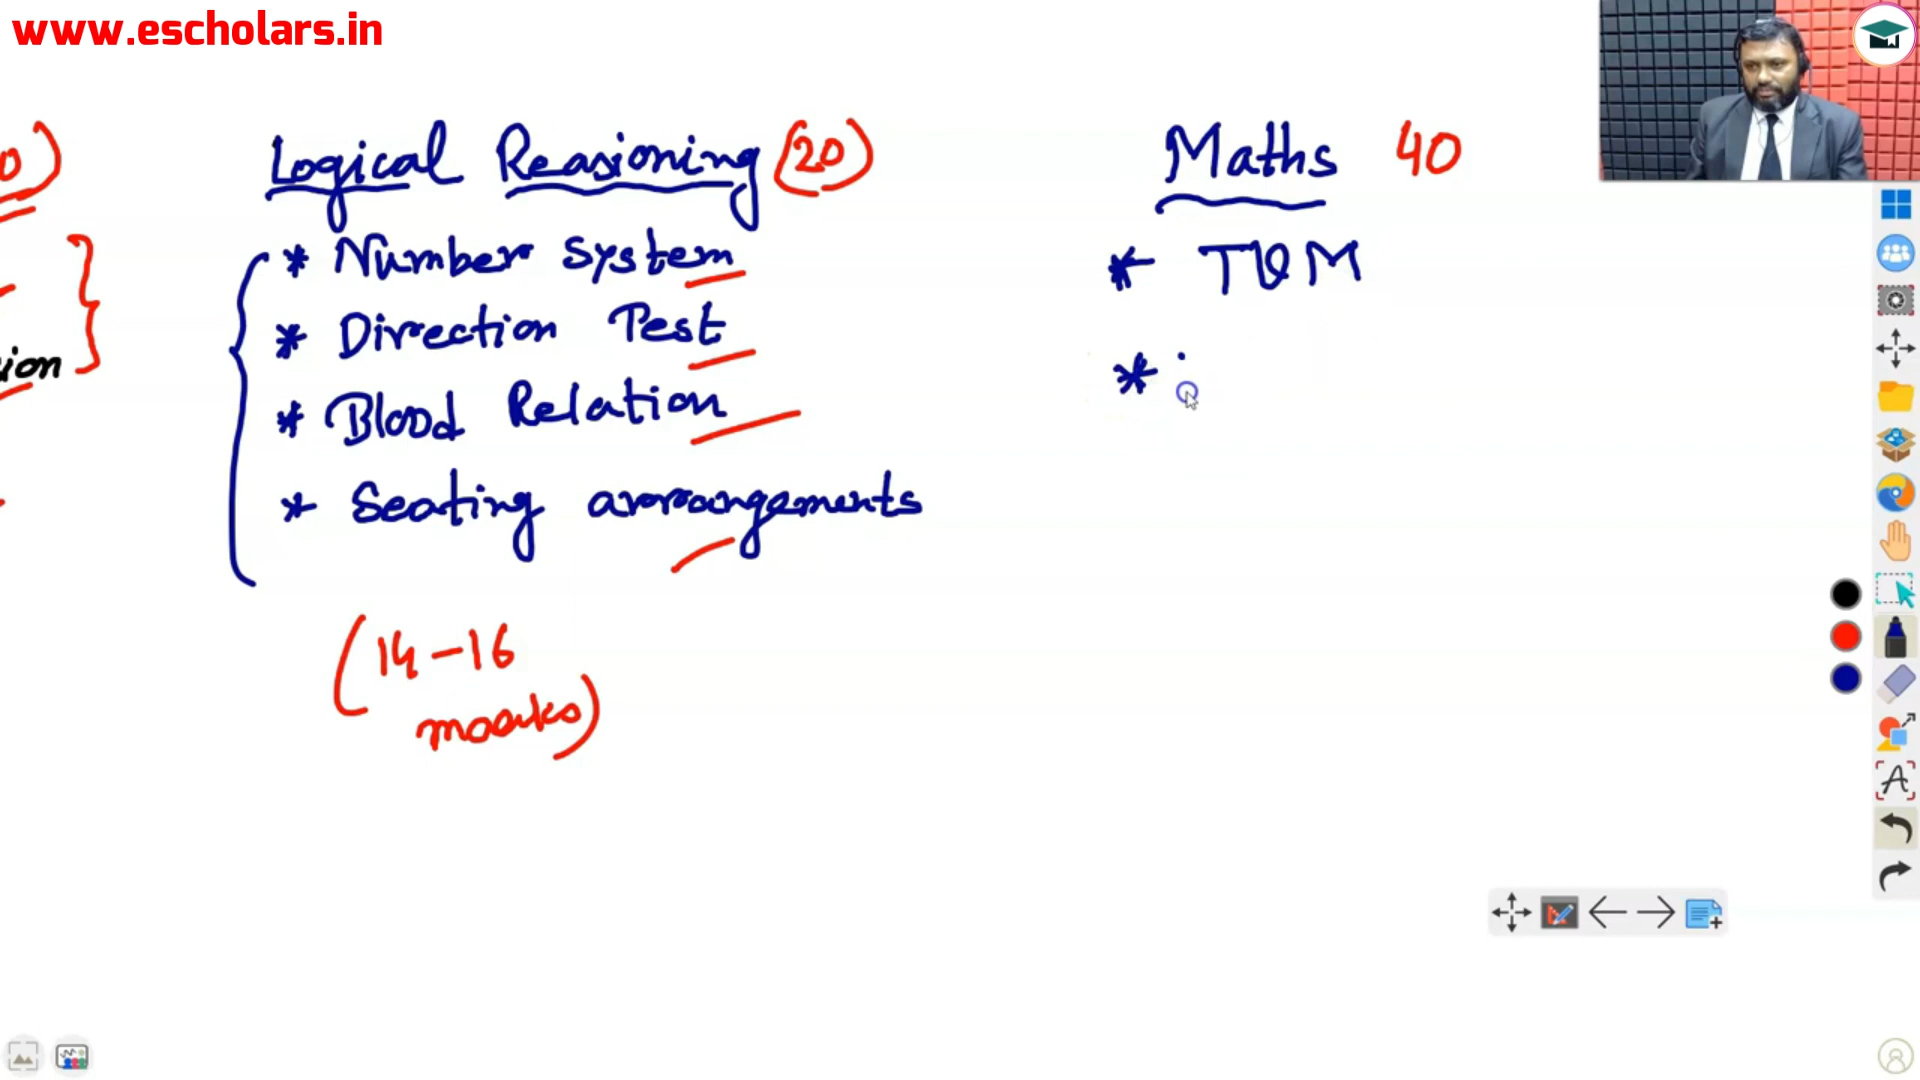 www.escholars.in
0)
Logical Reasoning (20)
* Number System
* Direction Test
ion
* Blood Relation
* Seating arrangements
(14-16
marks)
Maths 40
* TVM
*